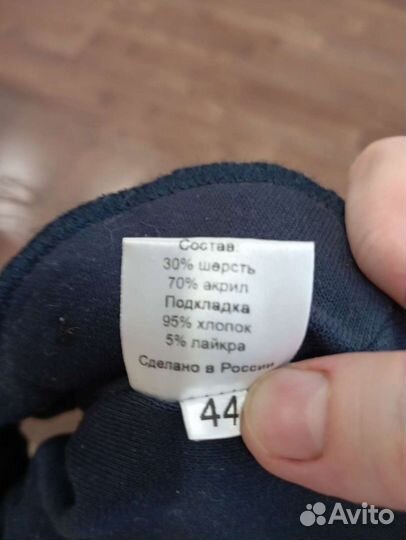 Состав
30% шерсть
70% акрил
Подкладка
95% хлопок
5% лайкра
Сделано в России
44
Avito